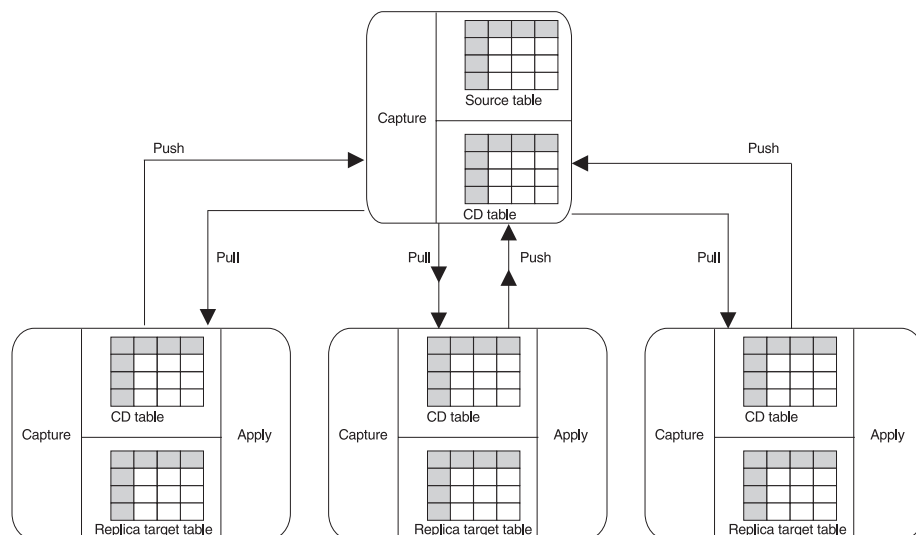 Source table
Capture
CD table
Push
Push
Pull
Pull
Push
Pull
CD table
Capture
Apply
Replica target table
CD table
Capture
Apply
Replica target table
CD table
Capture
Apply
Replica target table